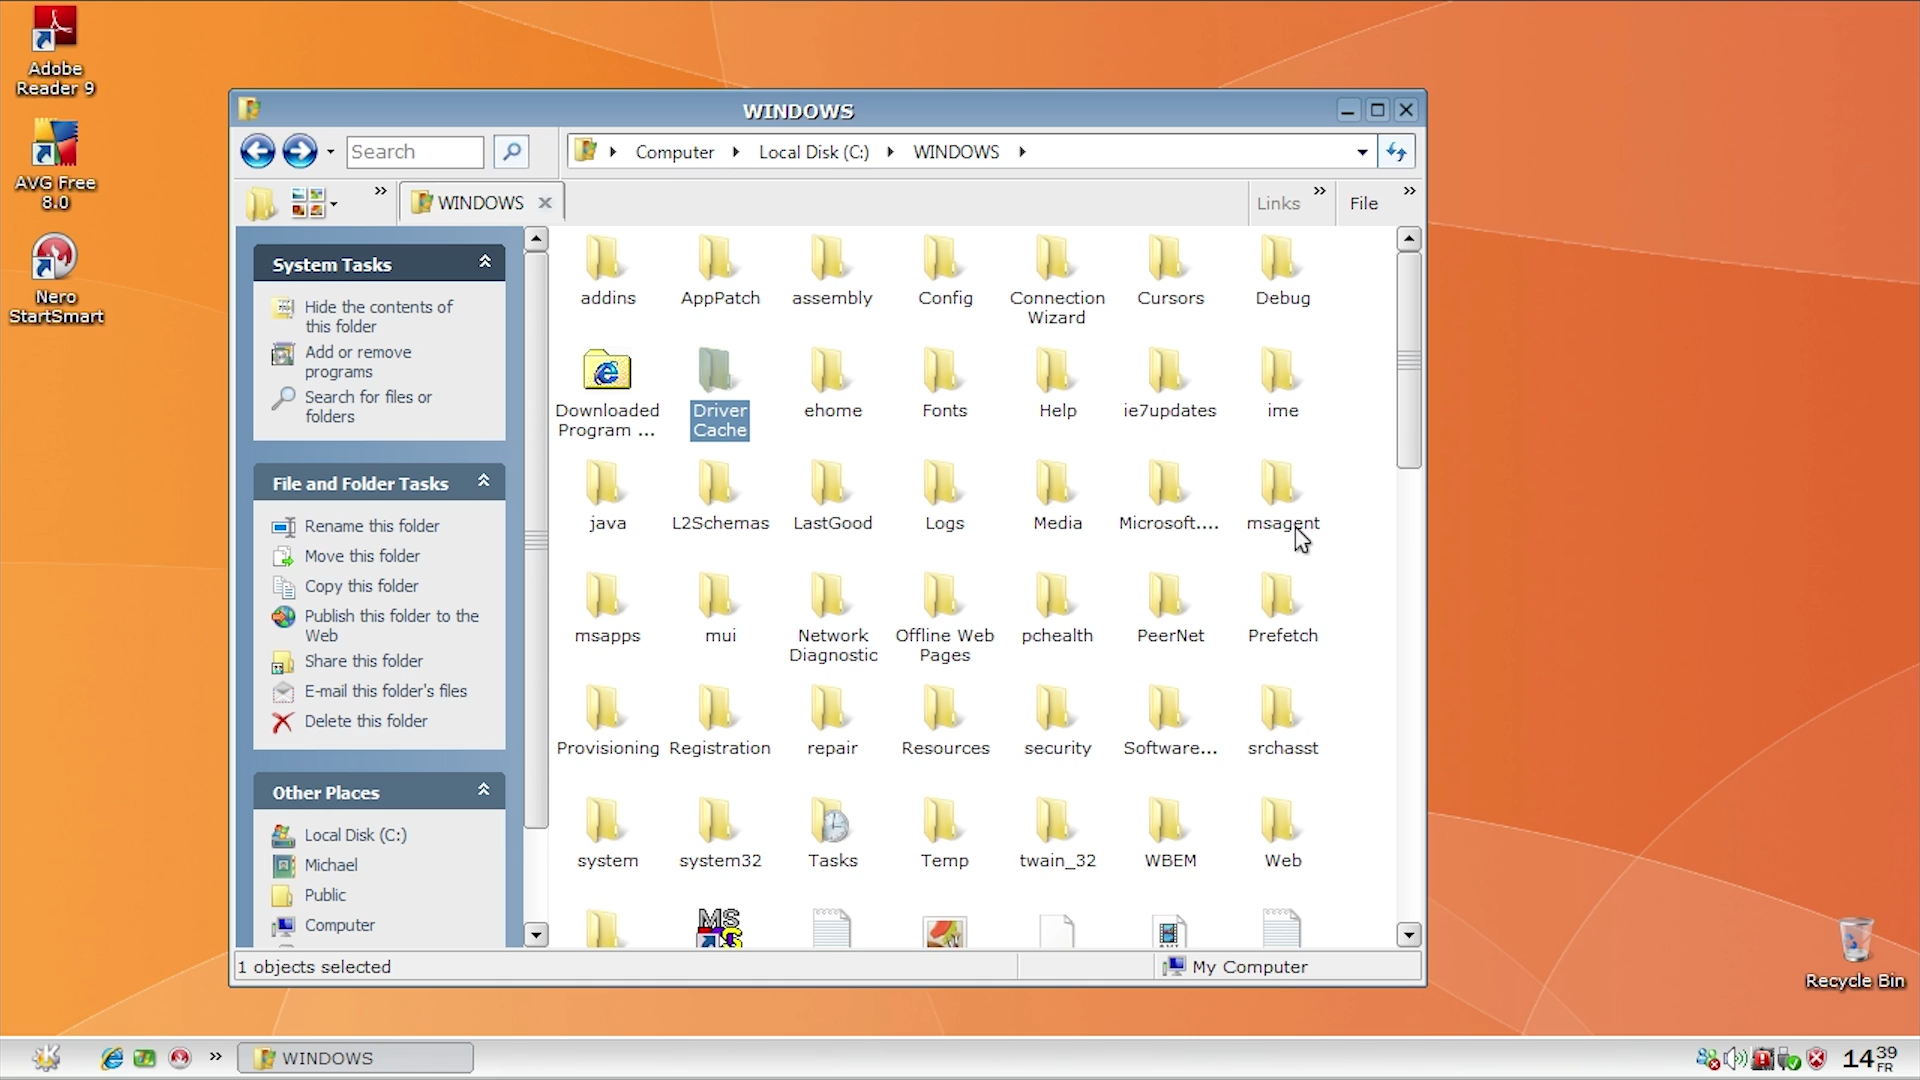 Adobe
Reader 9
AVG Free
8.0
Nero
StartSmart
WINDOWS
Search
Computer
Local Disk (C:)
WINDOWS
WINDOWS
Links
File
System Tasks
Hide the contents of
this folder
Add or remove
programs
Search for files or
folders
File and Folder Tasks
Rename this folder
Move this folder
Copy this folder
Publish this folder to the
Web
Share this folder
E-mail this folder's files
Delete this folder
Other Places
Local Disk (C:)
Michael
Public
Computer
addins
AppPatch
assembly
Config
Connection
Wizard
Cursors
Debug
Downloaded
Program ...
Driver
Cache
ehome
Fonts
Help
ie7updates
ime
java
L2Schemas
LastGood
Logs
Media
Microsoft....
msagent
msapps
mui
Network
Diagnostic
Offline Web
Pages
pchealth
PeerNet
Prefetch
Provisioning
Registration
repair
Resources
security
Software...
srchasst
system
system32
Tasks
Temp
twain_32
WBEM
Web
MS
1 objects selected
My Computer
Recycle Bin
WINDOWS
14 39
FR